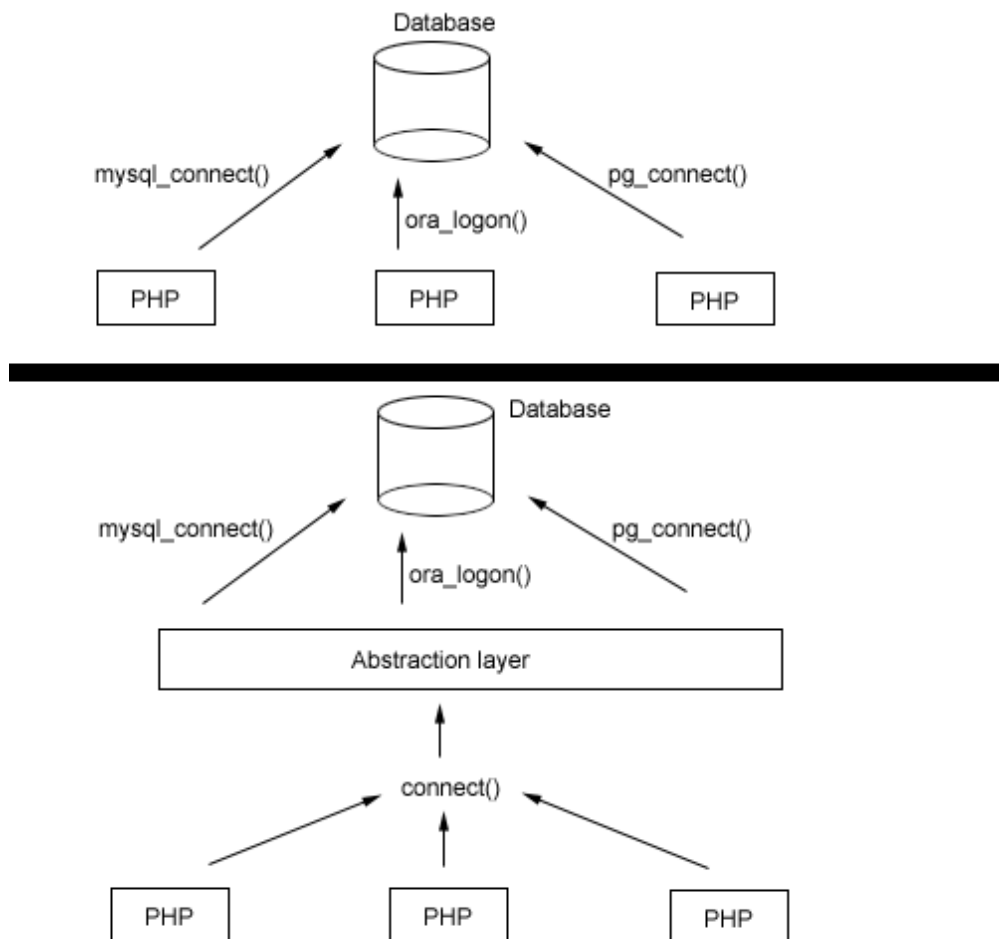 Database
mysql_connect()
pg_connect()
ora_logon()
PHP
PHP
PHP
Database
mysql_connect()
pg_connect()
ora_logon()
Abstraction layer
connect()
PHP
PHP
PHP